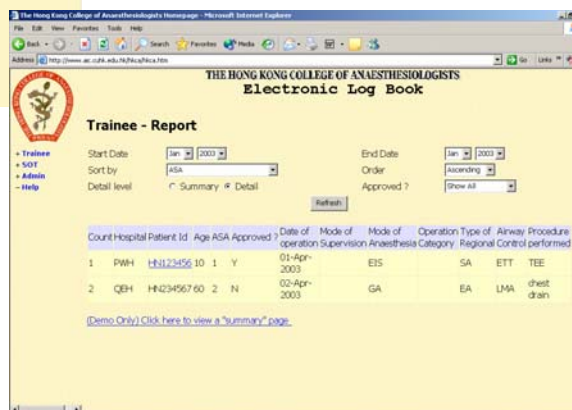 The Hong Kong College of Anaesthesiologists Homepage - Microsoft Internet Explorer
File Edit View Favorites Tools Help
Back Search Favorites Media
Address http://www.aic.cuhk.edu.hk/hkca/hkca.htm Go Links
THE HONG KONG COLLEGE OF ANAESTHESIOLOGISTS
Electronic Log Book
Trainee - Report
+ Trainee
+ SOT
+ Admin
- Help
Start Date Jan 2003 End Date Jan 2003
Sort by ASA Order Ascending
Detail level Summary Detail Approved ? Show All
Refresh
Count Hospital Patient Id Age ASA Approved ? Date of operation Mode of Supervision Mode of Anaesthesia Operation Category Type of Regional Airway Control Procedure performed
1 PWH HN123456 10 1 Y 01-Apr-2003 EIS SA ETT TEE
2 QEH HN234567 60 2 N 02-Apr-2003 GA EA LMA chest drain
(Demo Only) Click here to view a "summary" page